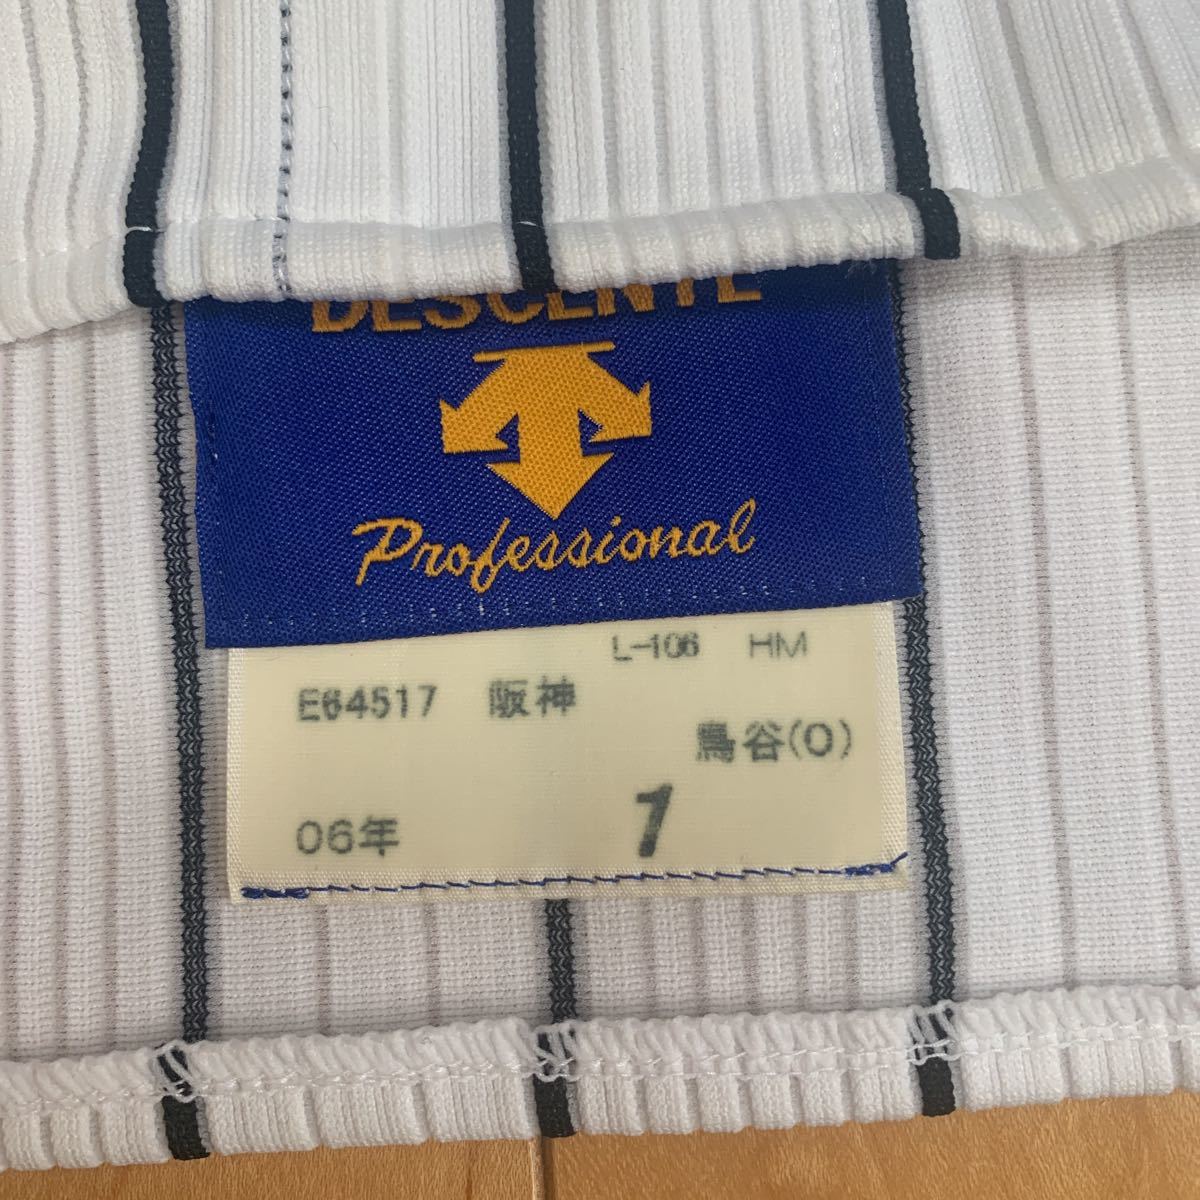 DESCENTE
Professional
L-106 HM
E64517 阪神
鳥谷(O)
06年 1